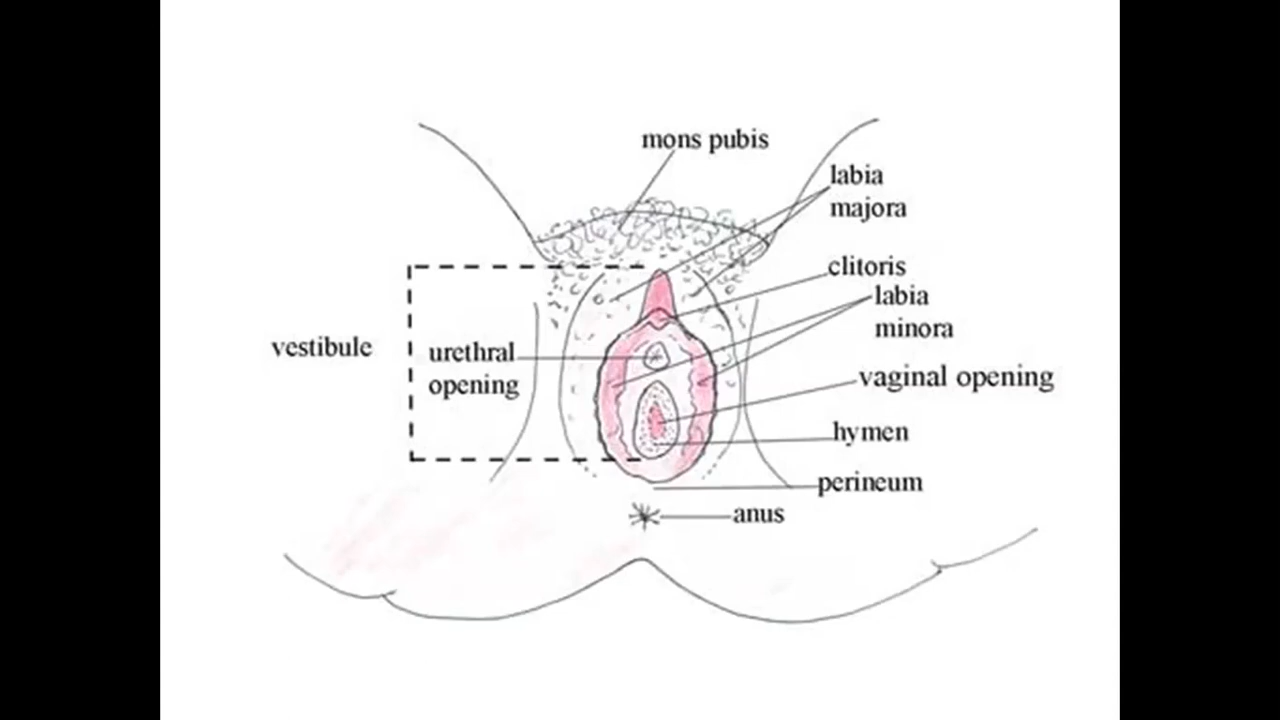 mons pubis
labia
majora
clitoris
labia
minora
vestibule
urethral
opening
vaginal opening
hymen
perineum
anus